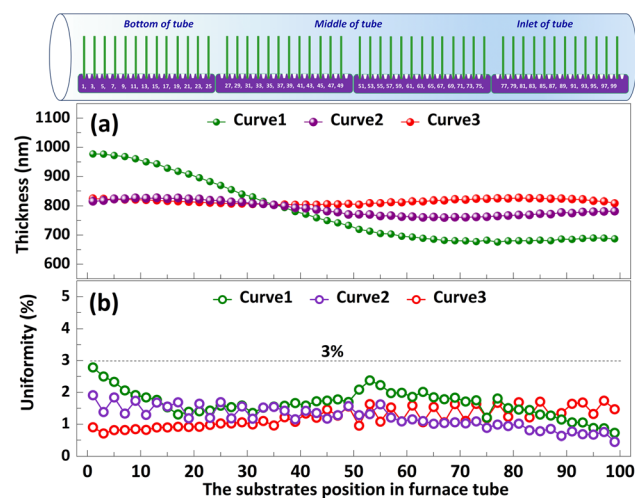 Bottom of tube Middle of tube Inlet of tube
1, 3, 5, 7, 9, 11, 13, 15, 17, 19, 21, 23, 25 27, 29, 31, 33, 35, 37, 39, 41, 43, 45, 47, 49 51, 53, 55, 57, 59, 61, 63, 65, 67, 69, 71, 73, 75, 77, 79, 81, 83, 85, 87, 89, 91, 93, 95, 97, 99
(a) Curve1 Curve2 Curve3
Thickness (nm)
1100
1000
900
800
700
600
(b) Curve1 Curve2 Curve3
3%
Uniformity (%)
5
4
3
2
1
0
0 10 20 30 40 50 60 70 80 90 100
The substrates position in furnace tube